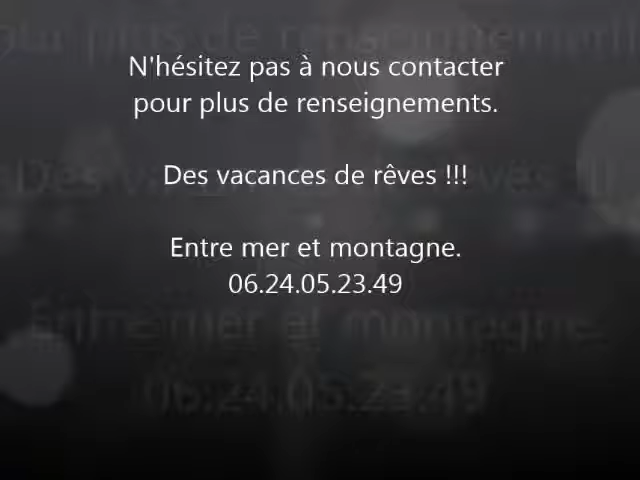 N'hésitez pas à nous contacter
pour plus de renseignements.
Des vacances de rêves !!!
Entre mer et montagne.
06.24.05.23.49